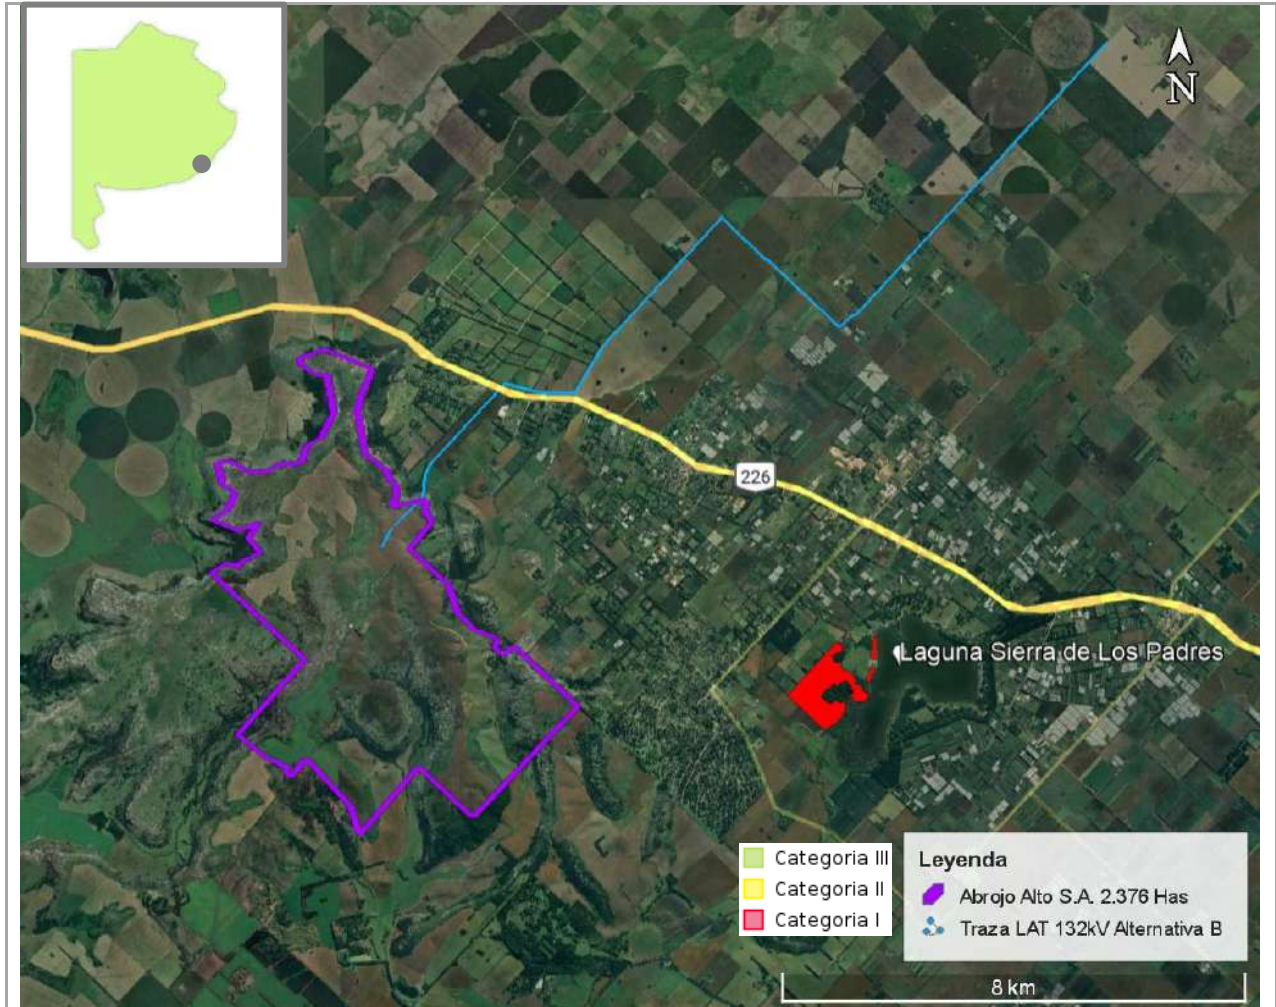 N
226
Laguna Sierra de Los Padres
Categoria III
Categoria II
Categoria I
Leyenda
Abrojo Alto S.A. 2.376 Has
Traza LAT 132kV Alternativa B
8 km